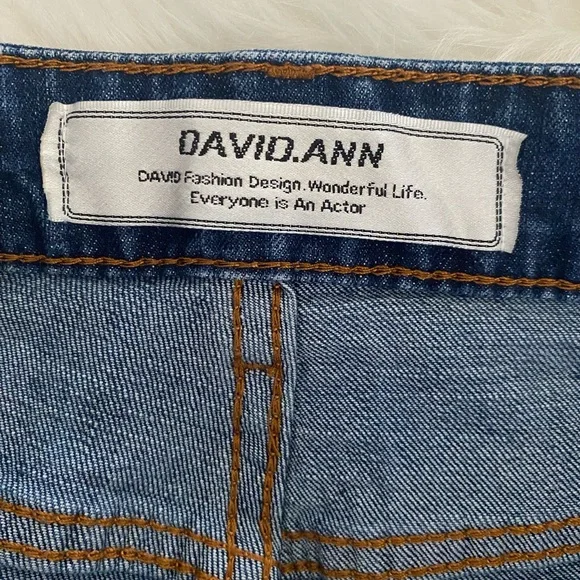 DAVID.ANN
DAVID Fashion Design.Wonderful Life.
Everyone is An Actor